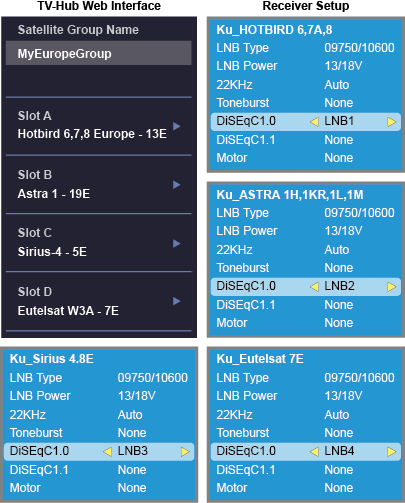 TV-Hub Web Interface
Satellite Group Name
MyEuropeGroup
Slot A
Hotbird 6,7,8 Europe - 13E
Slot B
Astra 1 - 19E
Slot C
Sirius-4 - 5E
Slot D
Eutelsat W3A - 7E
Receiver Setup
Ku_HOTBIRD 6,7A,8
LNB Type 09750/10600
LNB Power 13/18V
22KHz Auto
Toneburst None
DiSEqC1.0 LNB1
DiSEqC1.1 None
Motor None
Ku_ASTRA 1H,1KR,1L,1M
LNB Type 09750/10600
LNB Power 13/18V
22KHz Auto
Toneburst None
DiSEqC1.0 LNB2
DiSEqC1.1 None
Motor None
Ku_Sirius 4.8E
LNB Type 09750/10600
LNB Power 13/18V
22KHz Auto
Toneburst None
DiSEqC1.0 LNB3
DiSEqC1.1 None
Motor None
Ku_Eutelsat 7E
LNB Type 09750/10600
LNB Power 13/18V
22KHz Auto
Toneburst None
DiSEqC1.0 LNB4
DiSEqC1.1 None
Motor None